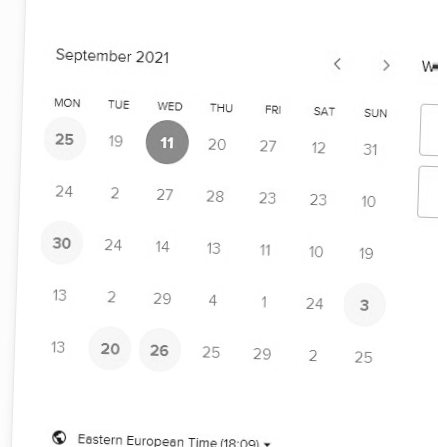 September 2021
MON TUE WED THU FRI SAT SUN
25 19 11 20 27 12 31
24 2 27 28 23 23 10
30 24 14 13 11 10 19
13 2 29 4 1 24 3
13 20 26 25 29 2 25
Eastern European Time (18:09)